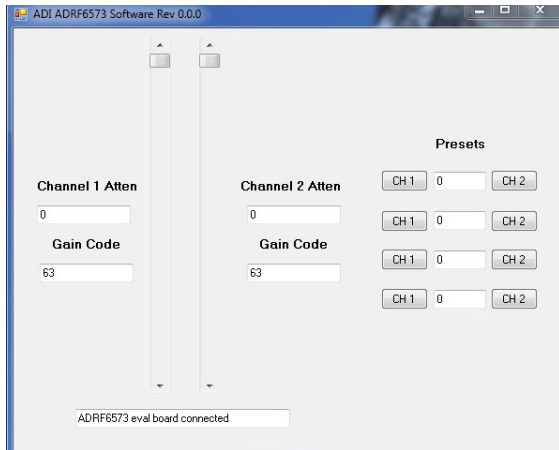 ADI ADRF6573 Software Rev 0.0.0
Presets
Channel 1 Atten
Channel 2 Atten
CH 1 0 CH 2
0
0
CH 1 0 CH 2
Gain Code
Gain Code
63
63
CH 1 0 CH 2
CH 1 0 CH 2
ADRF6573 eval board connected